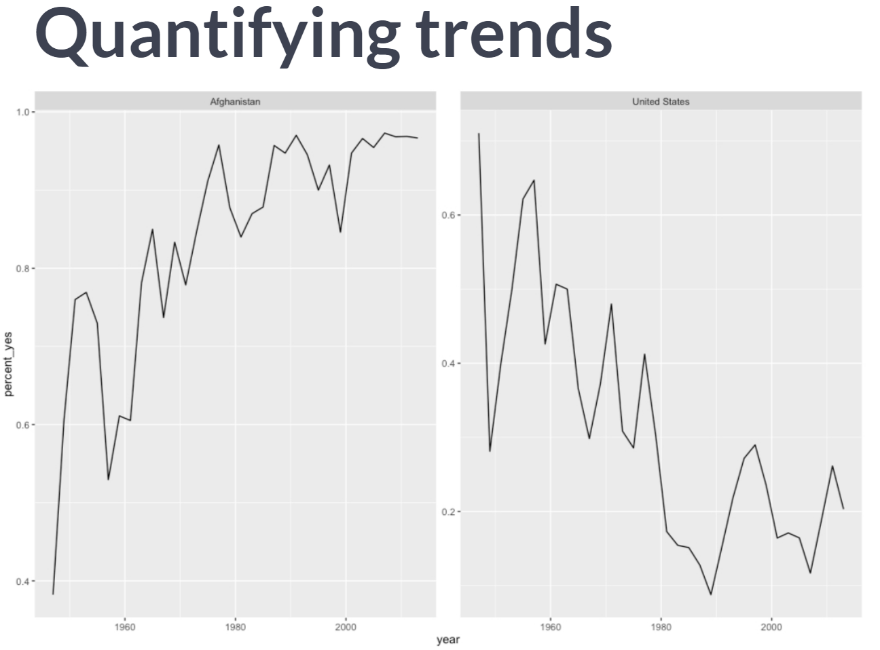 Quantifying trends
Afghanistan
United States
1.0
0.8
0.6
0.4
0.6
0.4
0.2
percent_yes
1960
1980
2000
1960
1980
2000
year